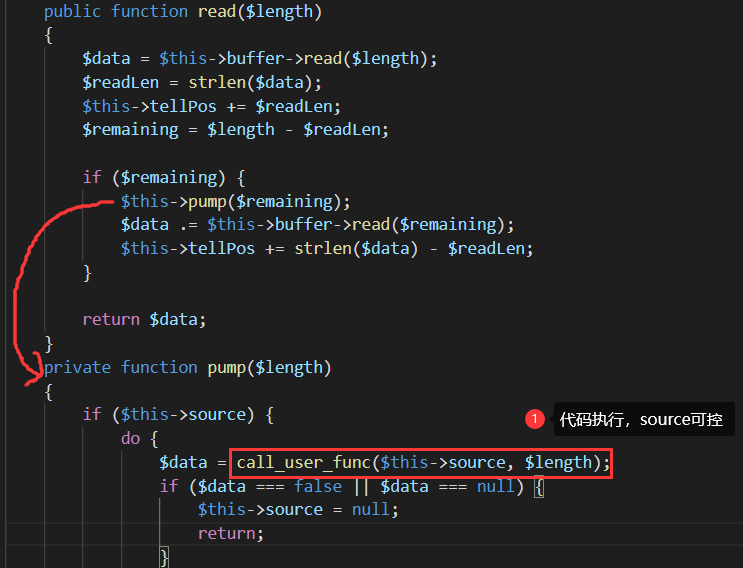 public function read($length)
{
    $data = $this->buffer->read($length);
    $readLen = strlen($data);
    $this->tellPos += $readLen;
    $remaining = $length - $readLen;

    if ($remaining) {
        $this->pump($remaining);
        $data .= $this->buffer->read($remaining);
        $this->tellPos += strlen($data) - $readLen;
    }

    return $data;
}
private function pump($length)
{
    if ($this->source) {
1 代码执行，source可控
        do {
            $data = call_user_func($this->source, $length);
            if ($data === false || $data === null) {
                $this->source = null;
                return;
            }